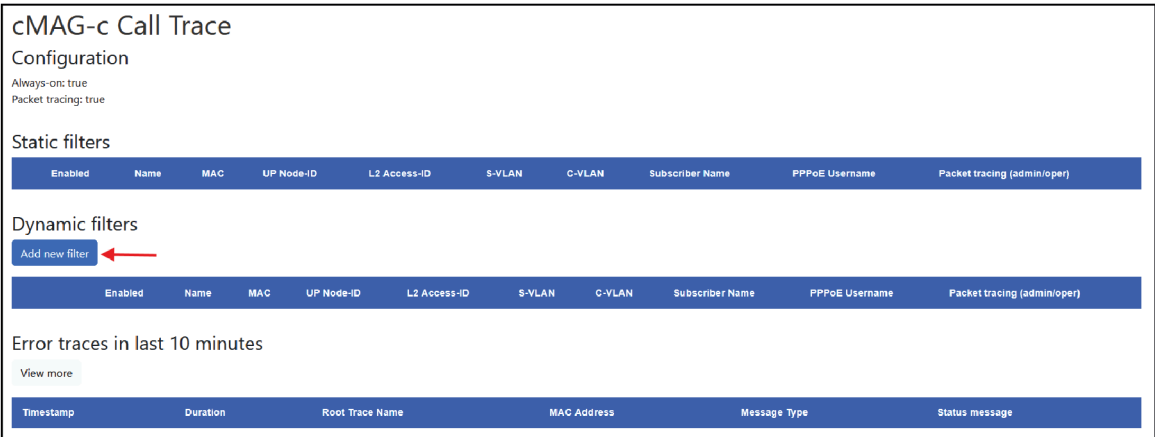 cMAG-c Call Trace
Configuration
Always-on: true
Packet tracing: true
Static filters
Enabled Name MAC UP Node-ID L2 Access-ID S-VLAN C-VLAN Subscriber Name PPPoE Username Packet tracing (admin/oper)
Dynamic filters
Add new filter
Enabled Name MAC UP Node-ID L2 Access-ID S-VLAN C-VLAN Subscriber Name PPPoE Username Packet tracing (admin/oper)
Error traces in last 10 minutes
View more
Timestamp Duration Root Trace Name MAC Address Message Type Status message